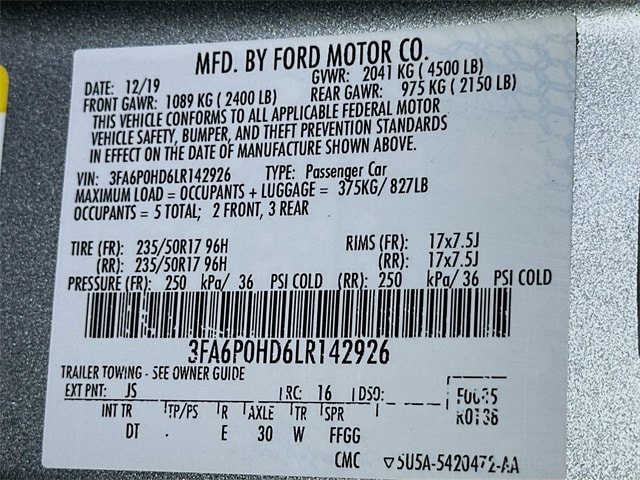 MFD. BY FORD MOTOR CO.
DATE: 12/19 GVWR: 2041 KG ( 4500 LB)
FRONT GAWR: 1089 KG ( 2400 LB) REAR GAWR: 975 KG ( 2150 LB)
THIS VEHICLE CONFORMS TO ALL APPLICABLE FEDERAL MOTOR
VEHICLE SAFETY, BUMPER, AND THEFT PREVENTION STANDARDS
IN EFFECT ON THE DATE OF MANUFACTURE SHOWN ABOVE.
VIN: 3FA6P0HD6LR142926 TYPE: Passenger Car
MAXIMUM LOAD = OCCUPANTS + LUGGAGE = 375KG/ 827LB
OCCUPANTS = 5 TOTAL; 2 FRONT, 3 REAR
TIRE (FR): 235/50R17 96H RIMS (FR): 17x7.5J
(RR): 235/50R17 96H (RR): 17x7.5J
PRESSURE (FR): 250 kPa/ 36 PSI COLD (RR): 250 kPa/ 36 PSI COLD
3FA6P0HD6LR142926
TRAILER TOWING - SEE OWNER GUIDE
EXT PNT: JS RC: 16 DSO: F0085
R0138
INT TR TP/PS R AXLE TR SPR
DT . E 30 W FFGG
CMC ▽5U5A-5420472-AA